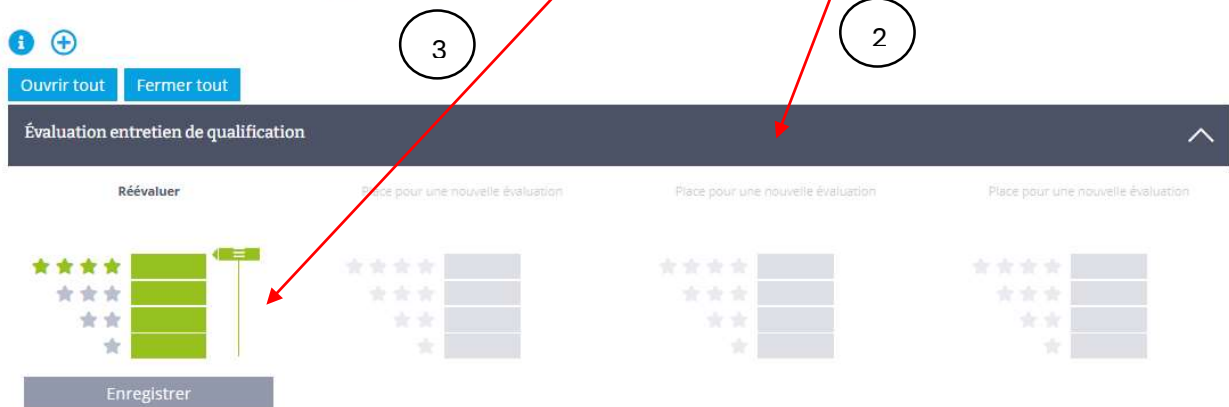 3
2
Ouvrir tout Fermer tout
Évaluation entretien de qualification
Réévaluer Place pour une nouvelle évaluation Place pour une nouvelle évaluation Place pour une nouvelle évaluation
Enregistrer